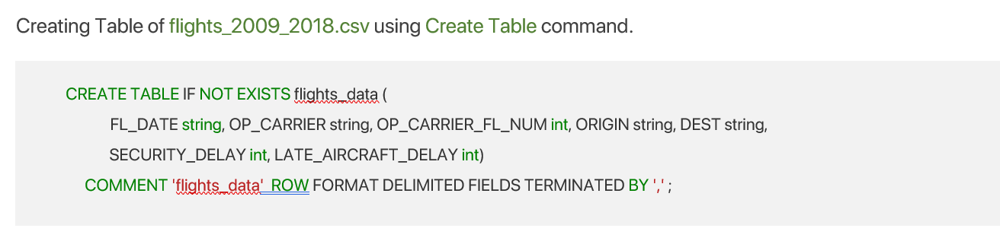 Creating Table of flights_2009_2018.csv using Create Table command.
CREATE TABLE IF NOT EXISTS flights_data (
FL_DATE string, OP_CARRIER string, OP_CARRIER_FL_NUM int, ORIGIN string, DEST string,
SECURITY_DELAY int, LATE_AIRCRAFT_DELAY int)
COMMENT 'flights_data' ROW FORMAT DELIMITED FIELDS TERMINATED BY ',' ;